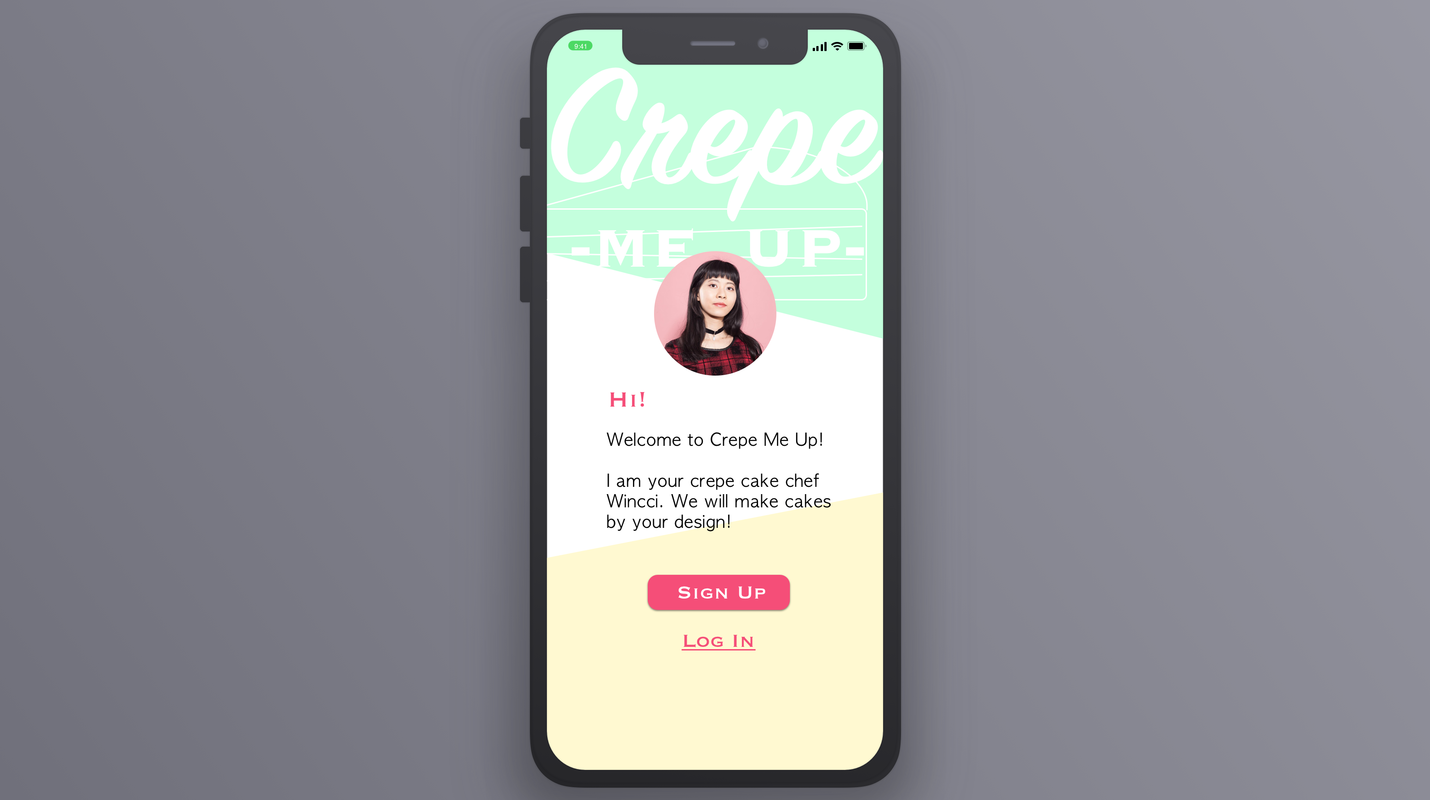 9:41
Crepe
-ME UP-
Hi!
Welcome to Crepe Me Up!
I am your crepe cake chef
Wincci. We will make cakes
by your design!
Sign Up
Log In